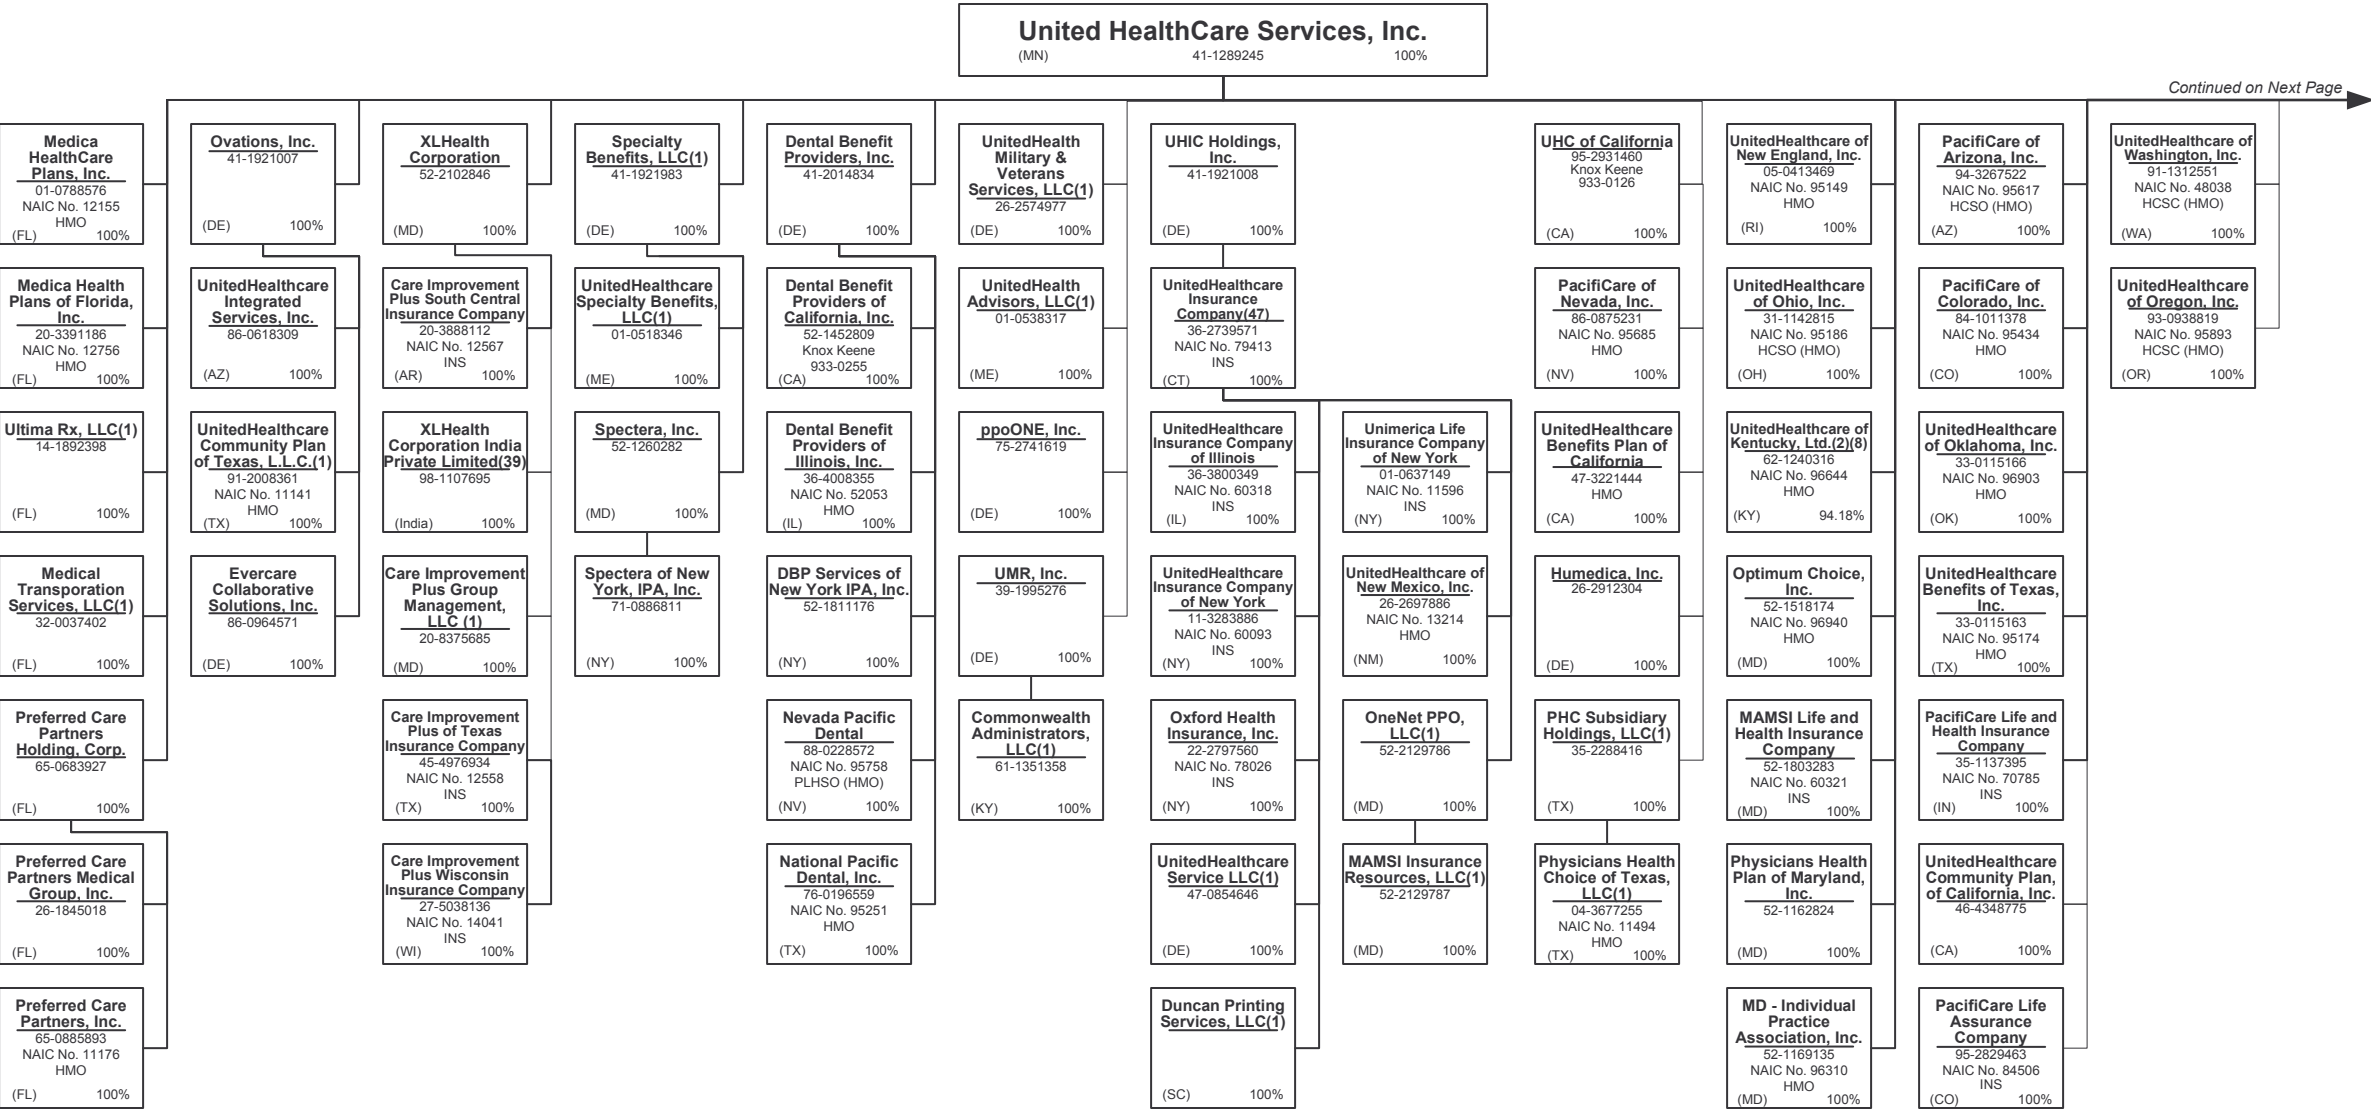 United HealthCare Services, Inc.
(MN) 41-1289245 100%
Continued on Next Page
Medica
HealthCare
Plans, Inc.
01-0788576
NAIC No. 12155
HMO
(FL) 100%
Medica Health
Plans of Florida,
Inc.
20-3391186
NAIC No. 12756
HMO
(FL) 100%
Ultima Rx, LLC(1)
14-1892398
(FL) 100%
Medical
Transporation
Services, LLC(1)
32-0037402
(FL) 100%
Preferred Care
Partners
Holding, Corp.
65-0683927
(FL) 100%
Preferred Care
Partners Medical
Group, Inc.
26-1845018
(FL) 100%
Preferred Care
Partners, Inc.
65-0885893
NAIC No. 11176
HMO
(FL) 100%
Ovations, Inc.
41-1921007
(DE) 100%
UnitedHealthcare
Integrated
Services, Inc.
86-0618309
(AZ) 100%
UnitedHealthcare
Community Plan
of Texas, L.L.C.(1)
91-2008361
NAIC No. 11141
HMO
(TX) 100%
Evercare
Collaborative
Solutions, Inc.
86-0964571
(DE) 100%
XLHealth
Corporation
52-2102846
(MD) 100%
Care Improvement
Plus South Central
Insurance Company
20-3888112
NAIC No. 12567
INS
(AR) 100%
XLHealth
Corporation India
Private Limited(39)
98-1107695
(India) 100%
Care Improvement
Plus Group
Management,
LLC (1)
20-8375685
(MD) 100%
Care Improvement
Plus of Texas
Insurance Company
45-4976934
NAIC No. 12558
INS
(TX) 100%
Care Improvement
Plus Wisconsin
Insurance Company
27-5038136
NAIC No. 14041
INS
(WI) 100%
Specialty
Benefits, LLC(1)
41-1921983
(DE) 100%
UnitedHealthcare
Specialty Benefits,
LLC(1)
01-0518346
(ME) 100%
Spectera, Inc.
52-1260282
(MD) 100%
Spectera of New
York, IPA, Inc.
71-0886811
(NY) 100%
Dental Benefit
Providers, Inc.
41-2014834
(DE) 100%
Dental Benefit
Providers of
California, Inc.
52-1452809
Knox Keene
933-0255
(CA) 100%
Dental Benefit
Providers of
Illinois, Inc.
36-4008355
NAIC No. 52053
HMO
(IL) 100%
DBP Services of
New York IPA, Inc.
52-1811176
(NY) 100%
Nevada Pacific
Dental
88-0228572
NAIC No. 95758
PLHSO (HMO)
(NV) 100%
National Pacific
Dental, Inc.
76-0196559
NAIC No. 95251
HMO
(TX) 100%
UnitedHealth
Military &
Veterans
Services, LLC(1)
26-2574977
(DE) 100%
UnitedHealth
Advisors, LLC(1)
01-0538317
(ME) 100%
ppoONE, Inc.
75-2741619
(DE) 100%
UMR, Inc.
39-1995276
(DE) 100%
Commonwealth
Administrators,
LLC(1)
61-1351358
(KY) 100%
UHIC Holdings,
Inc.
41-1921008
(DE) 100%
UnitedHealthcare
Insurance
Company(47)
36-2739571
NAIC No. 79413
INS
(CT) 100%
UnitedHealthcare
Insurance Company
of Illinois
36-3800349
NAIC No. 60318
INS
(IL) 100%
UnitedHealthcare
Insurance Company
of New York
11-3283886
NAIC No. 60093
INS
(NY) 100%
Oxford Health
Insurance, Inc.
22-2797560
NAIC No. 78026
INS
(NY) 100%
UnitedHealthcare
Service LLC(1)
47-0854646
(DE) 100%
Duncan Printing
Services, LLC(1)
(SC) 100%
Unimerica Life
Insurance Company
of New York
01-0637149
NAIC No. 11596
INS
(NY) 100%
UnitedHealthcare of
New Mexico, Inc.
26-2697886
NAIC No. 13214
HMO
(NM) 100%
OneNet PPO,
LLC(1)
52-2129786
(MD) 100%
MAMSI Insurance
Resources, LLC(1)
52-2129787
(MD) 100%
UHC of California
95-2931460
Knox Keene
933-0126
(CA) 100%
PacifiCare of
Nevada, Inc.
86-0875231
NAIC No. 95685
HMO
(NV) 100%
UnitedHealthcare
Benefits Plan of
California
47-3221444
HMO
(CA) 100%
Humedica, Inc.
26-2912304
(DE) 100%
PHC Subsidiary
Holdings, LLC(1)
35-2288416
(TX) 100%
Physicians Health
Choice of Texas,
LLC(1)
04-3677255
NAIC No. 11494
HMO
(TX) 100%
UnitedHealthcare of
New England, Inc.
05-0413469
NAIC No. 95149
HMO
(RI) 100%
UnitedHealthcare
of Ohio, Inc.
31-1142815
NAIC No. 95186
HCSO (HMO)
(OH) 100%
UnitedHealthcare of
Kentucky, Ltd.(2)(8)
62-1240316
NAIC No. 96644
HMO
(KY) 94.18%
Optimum Choice,
Inc.
52-1518174
NAIC No. 96940
HMO
(MD) 100%
MAMSI Life and
Health Insurance
Company
52-1803283
NAIC No. 60321
INS
(MD) 100%
Physicians Health
Plan of Maryland,
Inc.
52-1162824
(MD) 100%
MD - Individual
Practice
Association, Inc.
52-1169135
NAIC No. 96310
HMO
(MD) 100%
PacifiCare of
Arizona, Inc.
94-3267522
NAIC No. 95617
HCSO (HMO)
(AZ) 100%
PacifiCare of
Colorado, Inc.
84-1011378
NAIC No. 95434
HMO
(CO) 100%
UnitedHealthcare
of Oklahoma, Inc.
33-0115166
NAIC No. 96903
HMO
(OK) 100%
UnitedHealthcare
Benefits of Texas,
Inc.
33-0115163
NAIC No. 95174
HMO
(TX) 100%
PacifiCare Life and
Health Insurance
Company
35-1137395
NAIC No. 70785
INS
(IN) 100%
UnitedHealthcare
Community Plan,
of California, Inc.
46-4348775
(CA) 100%
PacifiCare Life
Assurance
Company
95-2829463
NAIC No. 84506
INS
(CO) 100%
UnitedHealthcare of
Washington, Inc.
91-1312551
NAIC No. 48038
HCSC (HMO)
(WA) 100%
UnitedHealthcare
of Oregon, Inc.
93-0938819
NAIC No. 95893
HCSC (HMO)
(OR) 100%